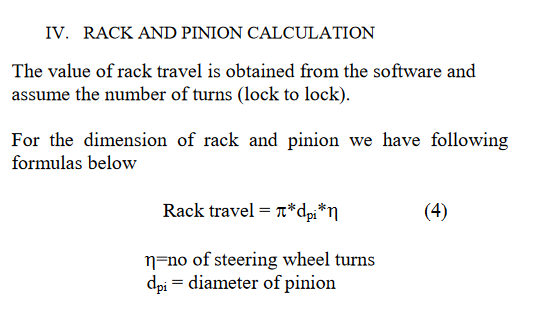 IV. RACK AND PINION CALCULATION
The value of rack travel is obtained from the software and
assume the number of turns (lock to lock).
For the dimension of rack and pinion we have following
formulas below
Rack travel = π*dpi*η (4)
η=no of steering wheel turns
dpi = diameter of pinion